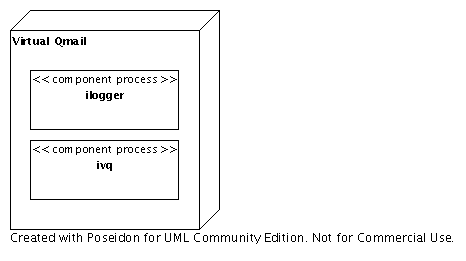 Virtual Qmail
<< component process >>
ilogger
<< component process >>
ivq
Created with Poseidon for UML Community Edition. Not for Commercial Use.